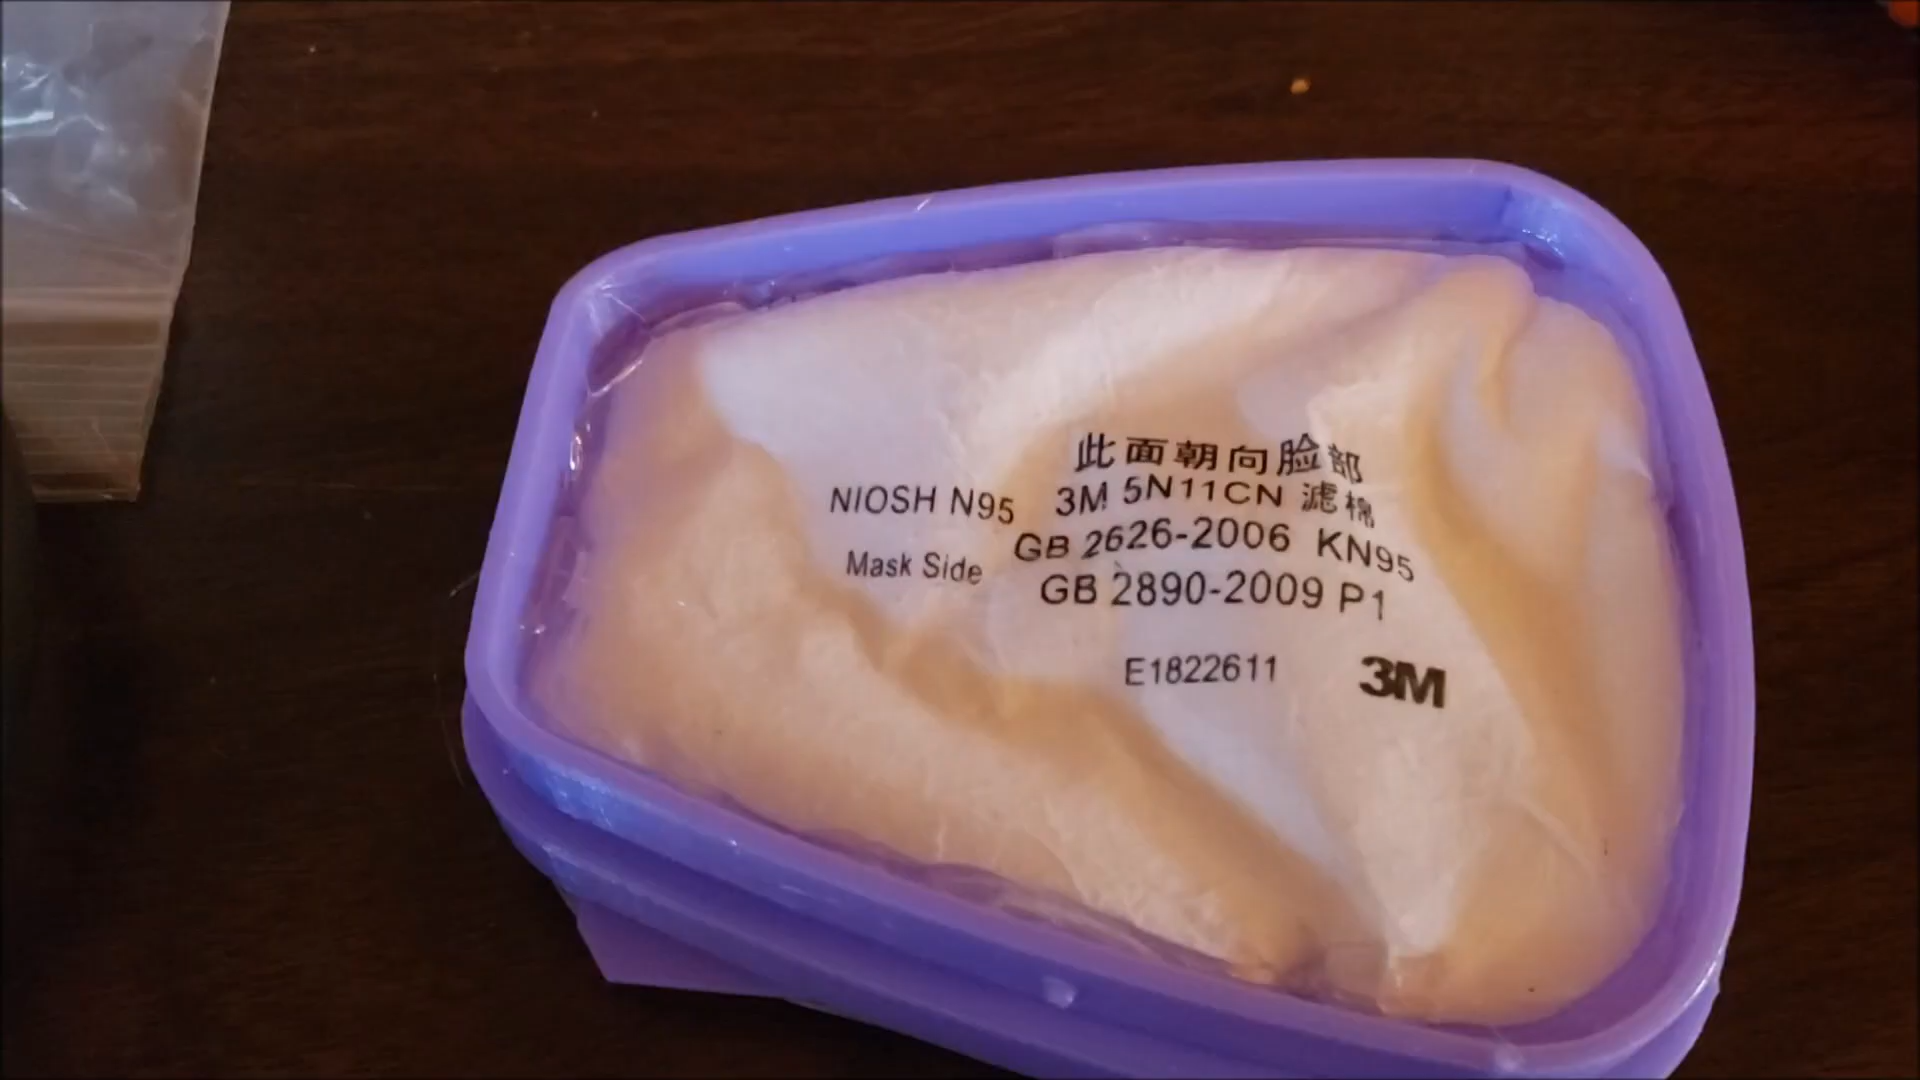 此面朝向脸部
NIOSH N95 3M 5N11CN 滤棉
GB 2626-2006 KN95
Mask Side
GB 2890-2009 P1
E1822611 3M